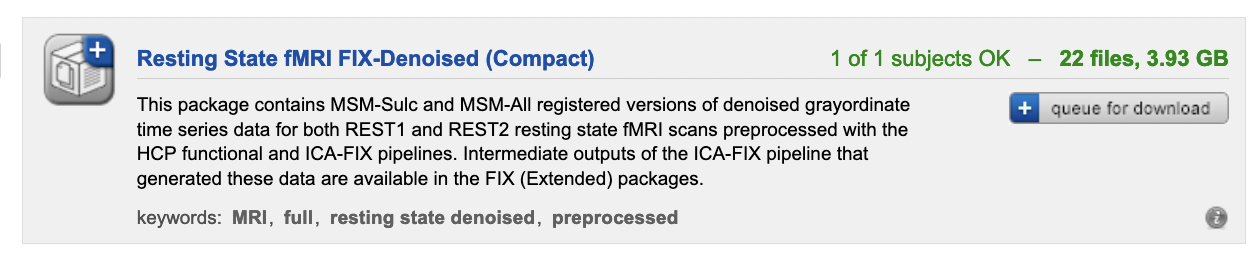 Resting State fMRI FIX-Denoised (Compact) 1 of 1 subjects OK – 22 files, 3.93 GB
This package contains MSM-Sulc and MSM-All registered versions of denoised grayordinate
time series data for both REST1 and REST2 resting state fMRI scans preprocessed with the
HCP functional and ICA-FIX pipelines. Intermediate outputs of the ICA-FIX pipeline that
generated these data are available in the FIX (Extended) packages.
queue for download
keywords: MRI, full, resting state denoised, preprocessed